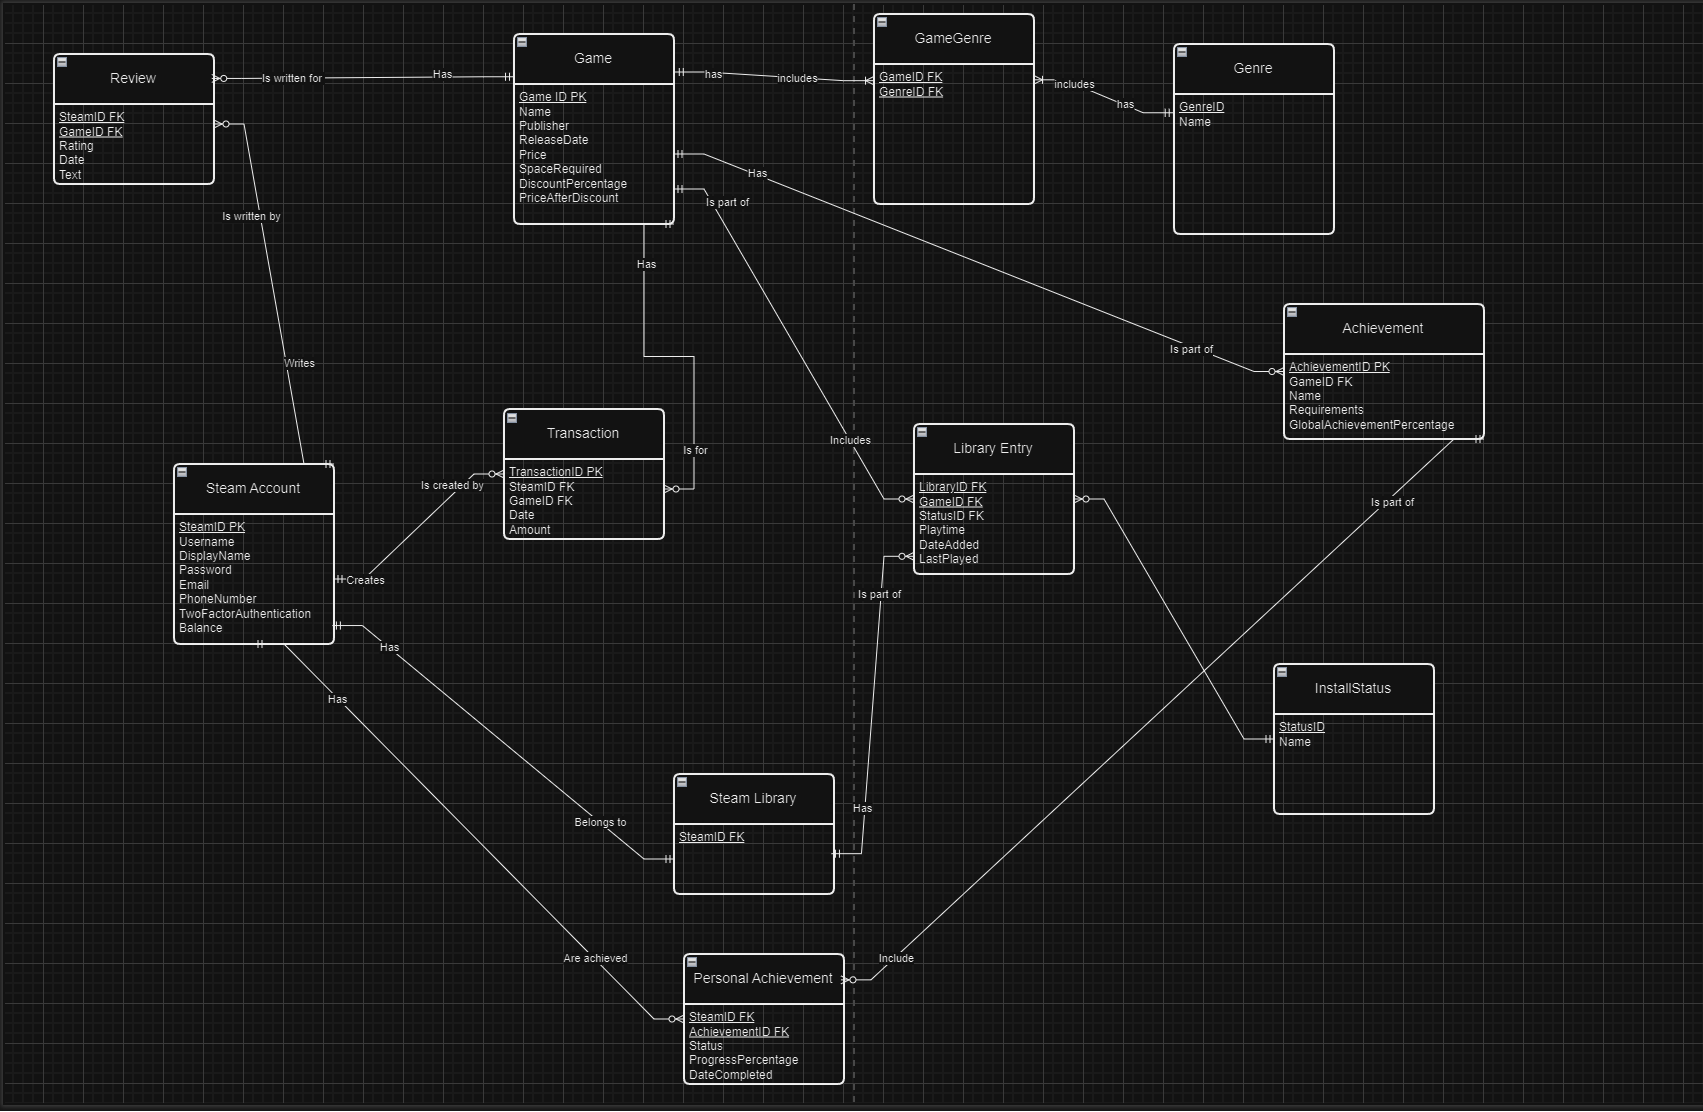 Review
SteamID FK
GameID FK
Rating
Date
Text
Is written for
Has
Game
Game ID PK
Name
Publisher
ReleaseDate
Price
SpaceRequired
DiscountPercentage
PriceAfterDiscount
has
includes
GameGenre
GameID FK
GenreID FK
includes
has
Genre
GenreID
Name
Has
Is part of
Is written by
Has
Writes
Is part of
Achievement
AchievementID PK
GameID FK
Name
Requirements
GlobalAchievementPercentage
Transaction
TransactionID PK
SteamID FK
GameID FK
Date
Amount
Is for
Includes
Library Entry
LibraryID FK
GameID FK
StatusID FK
Playtime
DateAdded
LastPlayed
Is part of
Steam Account
SteamID PK
Username
DisplayName
Password
Email
PhoneNumber
TwoFactorAuthentication
Balance
Is created by
Creates
Is part of
Has
Has
InstallStatus
StatusID
Name
Steam Library
SteamID FK
Belongs to
Has
Are achieved
Include
Personal Achievement
SteamID FK
AchievementID FK
Status
ProgressPercentage
DateCompleted